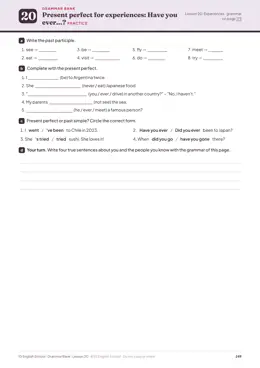 20
GRAMMAR BANK
Present perfect for experiences: Have you
ever...? PRACTICE
Lesson 20: Experiences · grammar
a Write the past participle.
1. see →
3. be →
5. fly →
7. meet →
2. eat →
4. visit →
6. do →
8. try →
b Complete with the present perfect.
1. I ______ (be) to Argentina twice.
2. She ______ (never / eat) Japanese food.
3. "______ (you / ever / drive) in another country?" – "No, I haven't."
4. My parents ______ (not see) the sea.
5. ______ (he / ever / meet) a famous person?
c Present perfect or past simple? Circle the correct form.
1. I went / 've been to Chile in 2023.
2. Have you ever / Did you ever been to Japan?
3. She 's tried / tried sushi. She loves it!
4. When did you go / have you gone there?
d Your turn. Write four true sentences about you and the people you know with the grammar of this page.